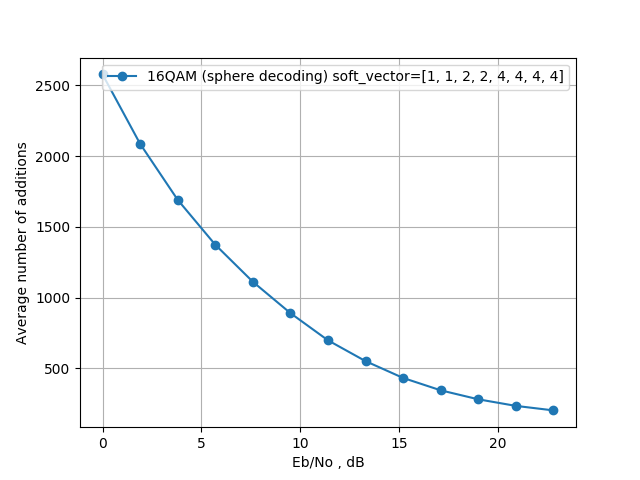 16QAM (sphere decoding) soft_vector=[1, 1, 2, 2, 4, 4, 4, 4]
2500
2000
1500
1000
500
Average number of additions
0 5 10 15 20
Eb/No , dB